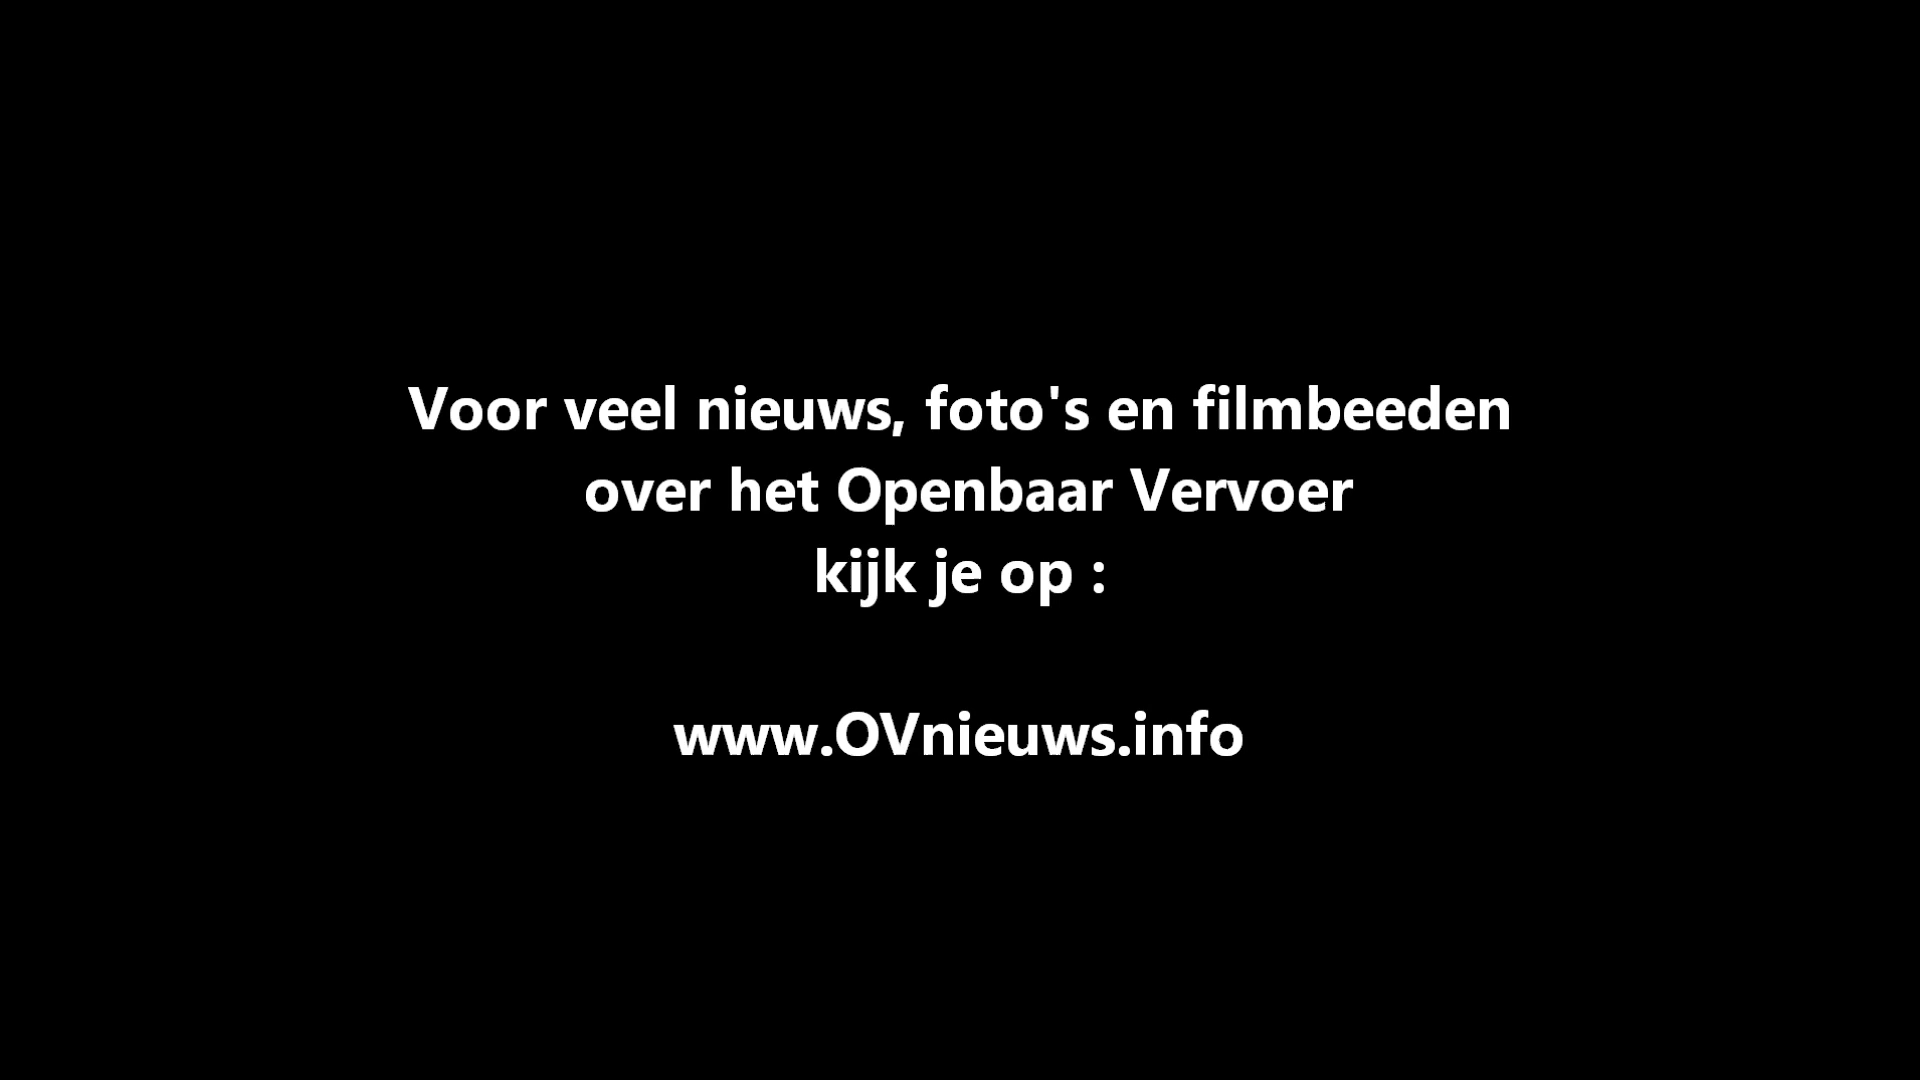 Voor veel nieuws, foto's en filmbeeden
over het Openbaar Vervoer
kijk je op :
www.OVnieuws.info